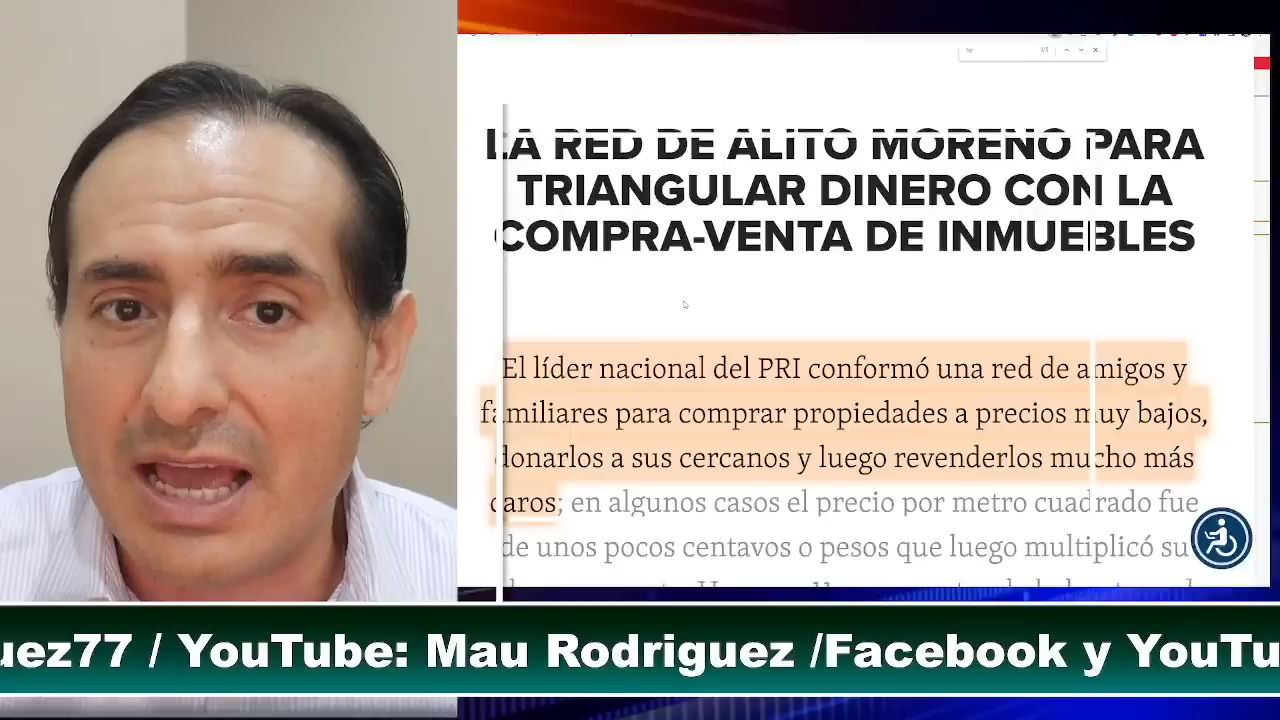 LA RED DE ALITO MORENO PARA
TRIANGULAR DINERO CON LA
COMPRA-VENTA DE INMUEBLES
El líder nacional del PRI conformó una red de amigos y
familiares para comprar propiedades a precios muy bajos,
donarlos a sus cercanos y luego revenderlos mucho más
caros; en algunos casos el precio por metro cuadrado fue
de unos pocos centavos o pesos que luego multiplicó su
uez77 / YouTube: Mau Rodriguez /Facebook y YouTu